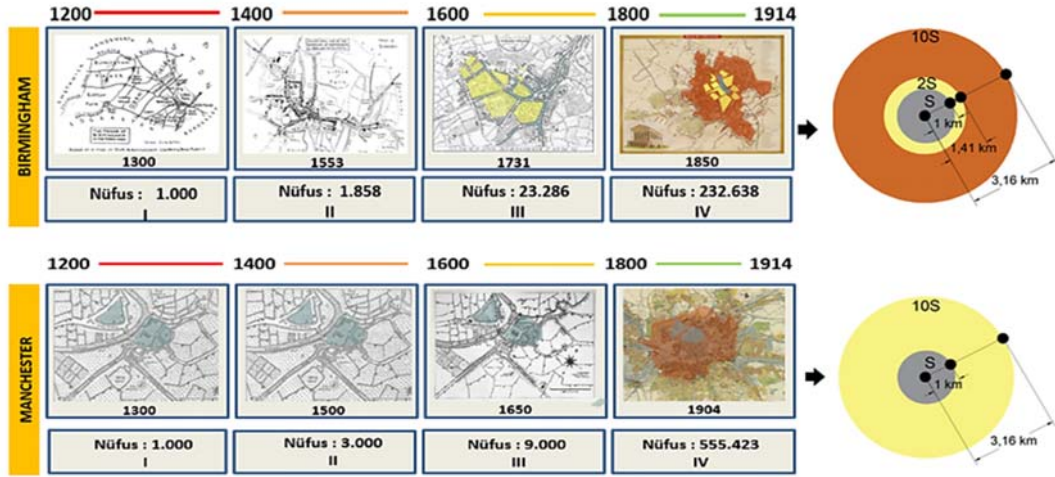 1200
1400
1600
1800
1914
BIRMINGHAM
1300
1553
1731
1850
Nüfus : 1.000
I
Nüfus : 1.858
II
Nüfus : 23.286
III
Nüfus : 232.638
IV
10S
2S
S
1 km
1,41 km
3,16 km
1200
1400
1600
1800
1914
MANCHESTER
1300
1500
1650
1904
Nüfus : 1.000
I
Nüfus : 3.000
II
Nüfus : 9.000
III
Nüfus : 555.423
IV
10S
S
1 km
3,16 km